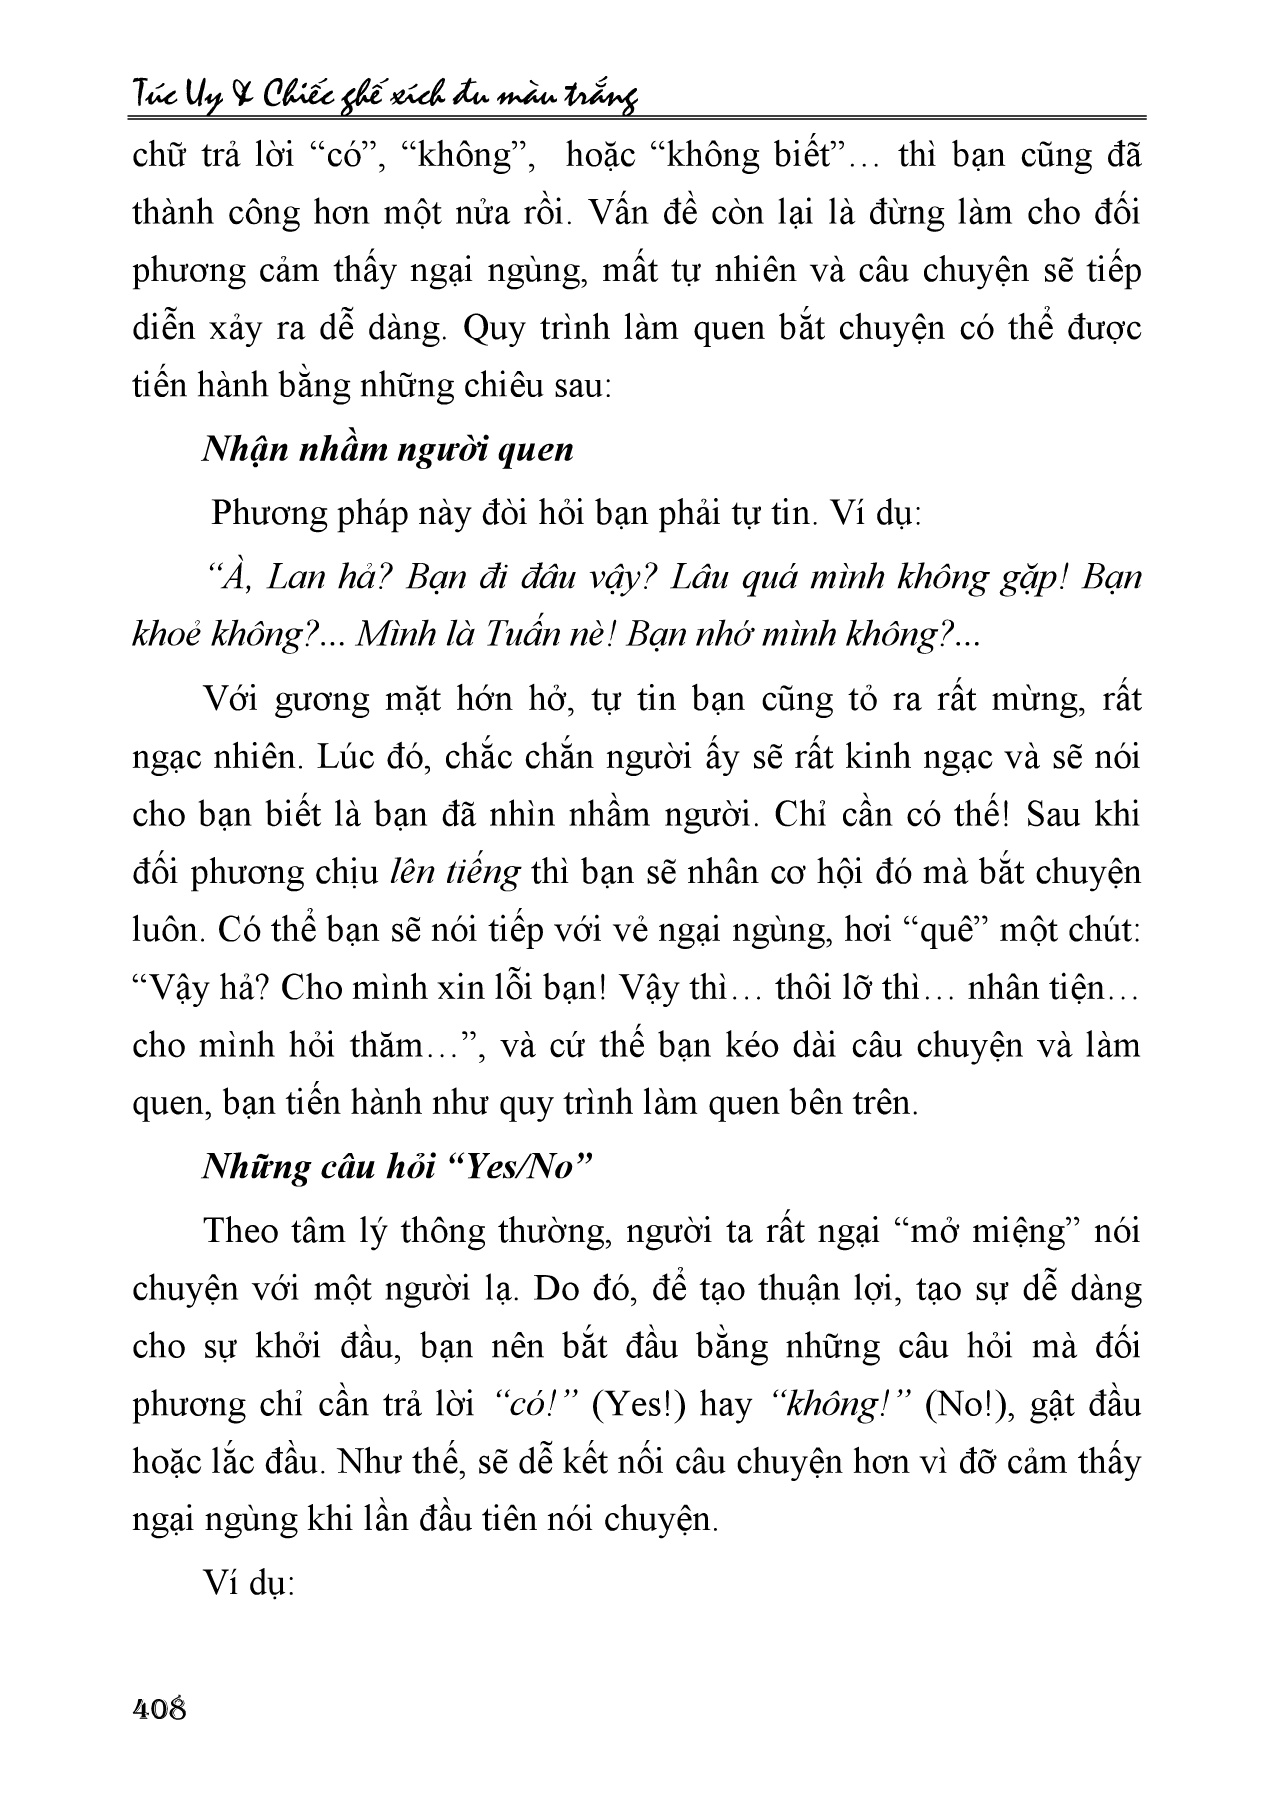 Túc Uy & Chiếc ghế xích đu màu trắng
chữ trả lời “có”, “không”,  hoặc “không biết”… thì bạn cũng đã
thành công hơn một nửa rồi. Vấn đề còn lại là đừng làm cho đối
phương cảm thấy ngại ngùng, mất tự nhiên và câu chuyện sẽ tiếp
diễn xảy ra dễ dàng. Quy trình làm quen bắt chuyện có thể được
tiến hành bằng những chiêu sau:
Nhận nhầm người quen
Phương pháp này đòi hỏi bạn phải tự tin. Ví dụ:
“À, Lan hả? Bạn đi đâu vậy? Lâu quá mình không gặp! Bạn
khoẻ không?... Mình là Tuấn nè! Bạn nhớ mình không?...
Với gương mặt hớn hở, tự tin bạn cũng tỏ ra rất mừng, rất
ngạc nhiên. Lúc đó, chắc chắn người ấy sẽ rất kinh ngạc và sẽ nói
cho bạn biết là bạn đã nhìn nhầm người. Chỉ cần có thế! Sau khi
đối phương chịu lên tiếng thì bạn sẽ nhân cơ hội đó mà bắt chuyện
luôn. Có thể bạn sẽ nói tiếp với vẻ ngại ngùng, hơi “quê” một chút:
“Vậy hả? Cho mình xin lỗi bạn! Vậy thì… thôi lỡ thì… nhân tiện…
cho mình hỏi thăm…”, và cứ thế bạn kéo dài câu chuyện và làm
quen, bạn tiến hành như quy trình làm quen bên trên.
Những câu hỏi “Yes/No”
Theo tâm lý thông thường, người ta rất ngại “mở miệng” nói
chuyện với một người lạ. Do đó, để tạo thuận lợi, tạo sự dễ dàng
cho sự khởi đầu, bạn nên bắt đầu bằng những câu hỏi mà đối
phương chỉ cần trả lời “có!” (Yes!) hay “không!” (No!), gật đầu
hoặc lắc đầu. Như thế, sẽ dễ kết nối câu chuyện hơn vì đỡ cảm thấy
ngại ngùng khi lần đầu tiên nói chuyện.
Ví dụ:
408